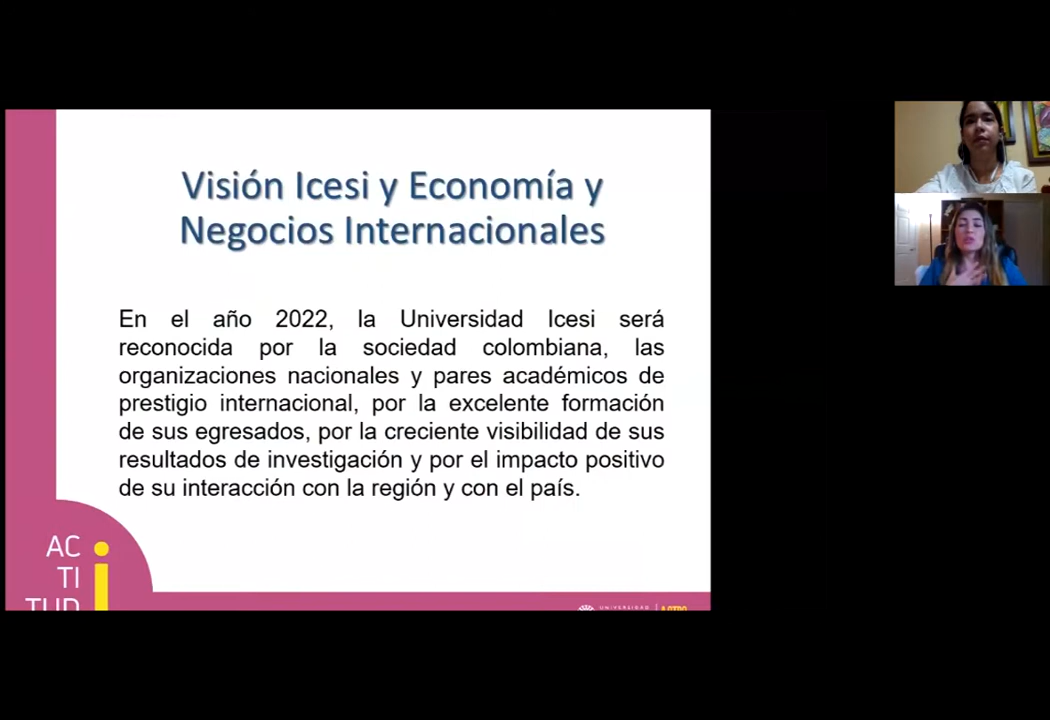 Visión Icesi y Economía y
Negocios Internacionales
En el año 2022, la Universidad Icesi será
reconocida por la sociedad colombiana, las
organizaciones nacionales y pares académicos de
prestigio internacional, por la excelente formación
de sus egresados, por la creciente visibilidad de sus
resultados de investigación y por el impacto positivo
de su interacción con la región y con el país.
AC
TI
TUD
i
UNIVERSIDAD